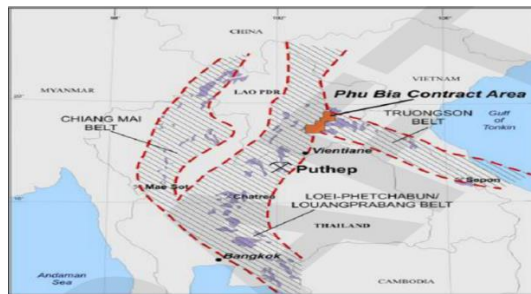 CHINA
MYANMAR
VIETNAM
LAO PDR
Phu Bia Contract Area
TRUONGSON
BELT
Gulf of
Tonkin
CHIANG MAI
BELT
Vientiane
Puthep
Mae Sot
Chatree
Sepon
LOEI-PHETCHABUN/
LOUANGPRABANG BELT
THAILAND
Bangkok
Andaman
Sea
CAMBODIA